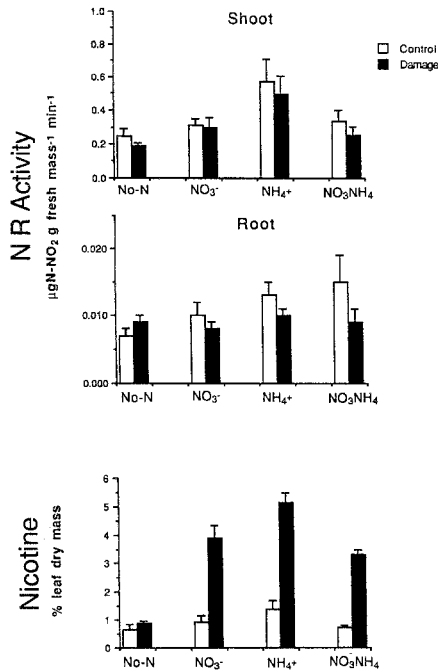 Shoot
Control
Damage
1.0
0.8
0.6
0.4
0.2
0.0
No-N NO₃⁻ NH₄⁺ NO₃NH₄
N R Activity
µgN-NO₂ g fresh mass⁻¹ min⁻¹
Root
0.020
0.010
0.000
No-N NO₃⁻ NH₄⁺ NO₃NH₄
Nicotine
% leaf dry mass
6
5
4
3
2
1
0
No-N NO₃⁻ NH₄⁺ NO₃NH₄